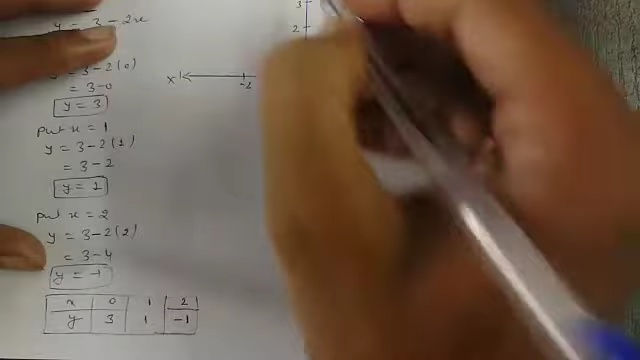 y = 3 - 2x
y = 3-2(0)
= 3-0
y = 3
put x = 1
y = 3-2(1)
= 3-2
y = 1
put x = 2
y = 3-2(2)
= 3-4
y = -1
x 0 1 2
y 3 1 -1
3
2
x'
-2